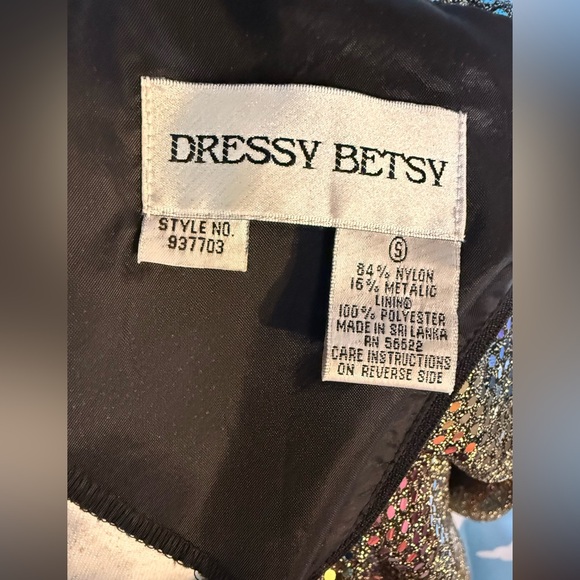 DRESSY BETSY
STYLE NO.
937703
84% NYLON
16% METALIC
LINING
100% POLYESTER
MADE IN SRI LANKA
RN 56622
CARE INSTRUCTIONS
ON REVERSE SIDE